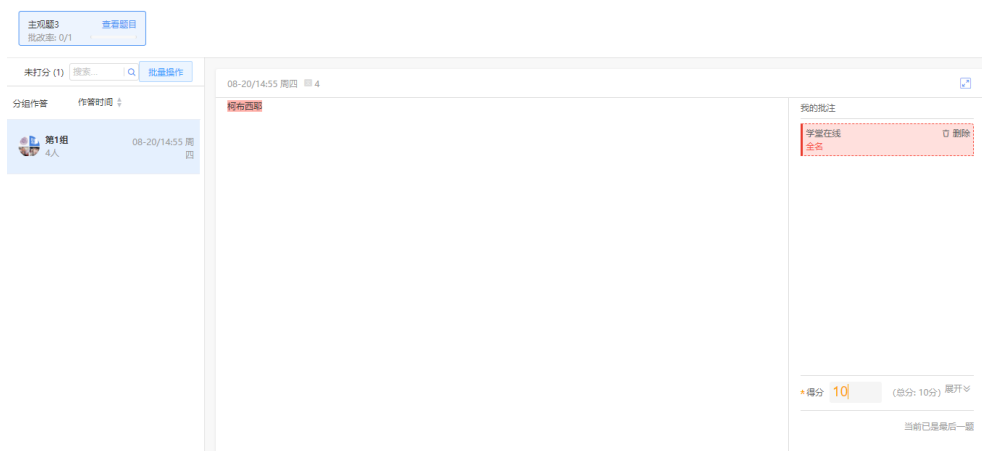 主观题3 查看题目
批改率: 0/1
未打分 (1) 搜索... 批量操作
分组作答 作答时间
第1组
4人
08-20/14:55 周
四
08-20/14:55 周四 4
柯布西耶
我的批注
学堂在线 删除
全名
*得分 10 (总分: 10分) 展开
当前已是最后一题